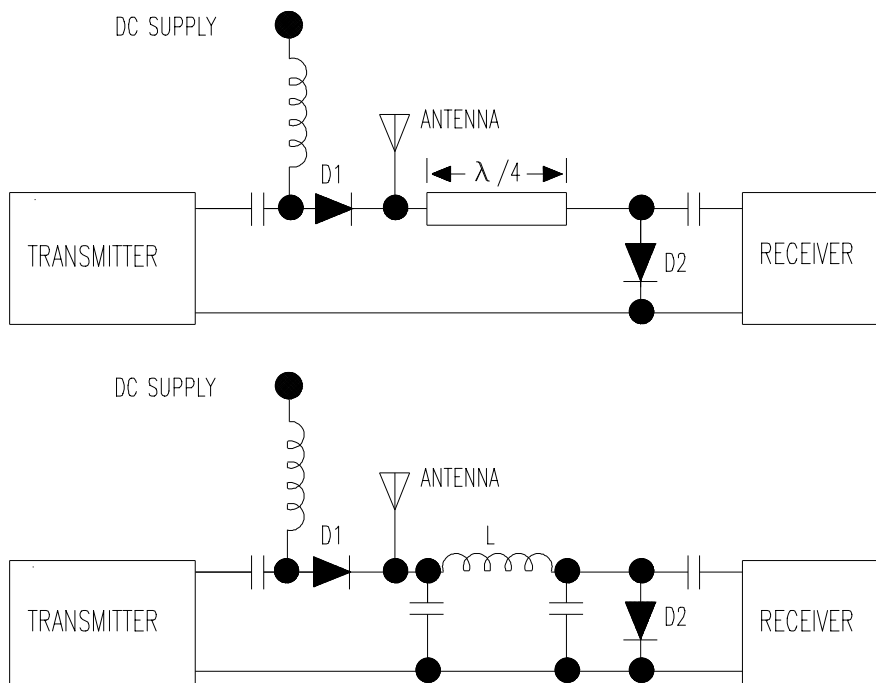 DC SUPPLY
ANTENNA
D1
λ/4
TRANSMITTER
D2
RECEIVER
DC SUPPLY
ANTENNA
D1
L
TRANSMITTER
D2
RECEIVER